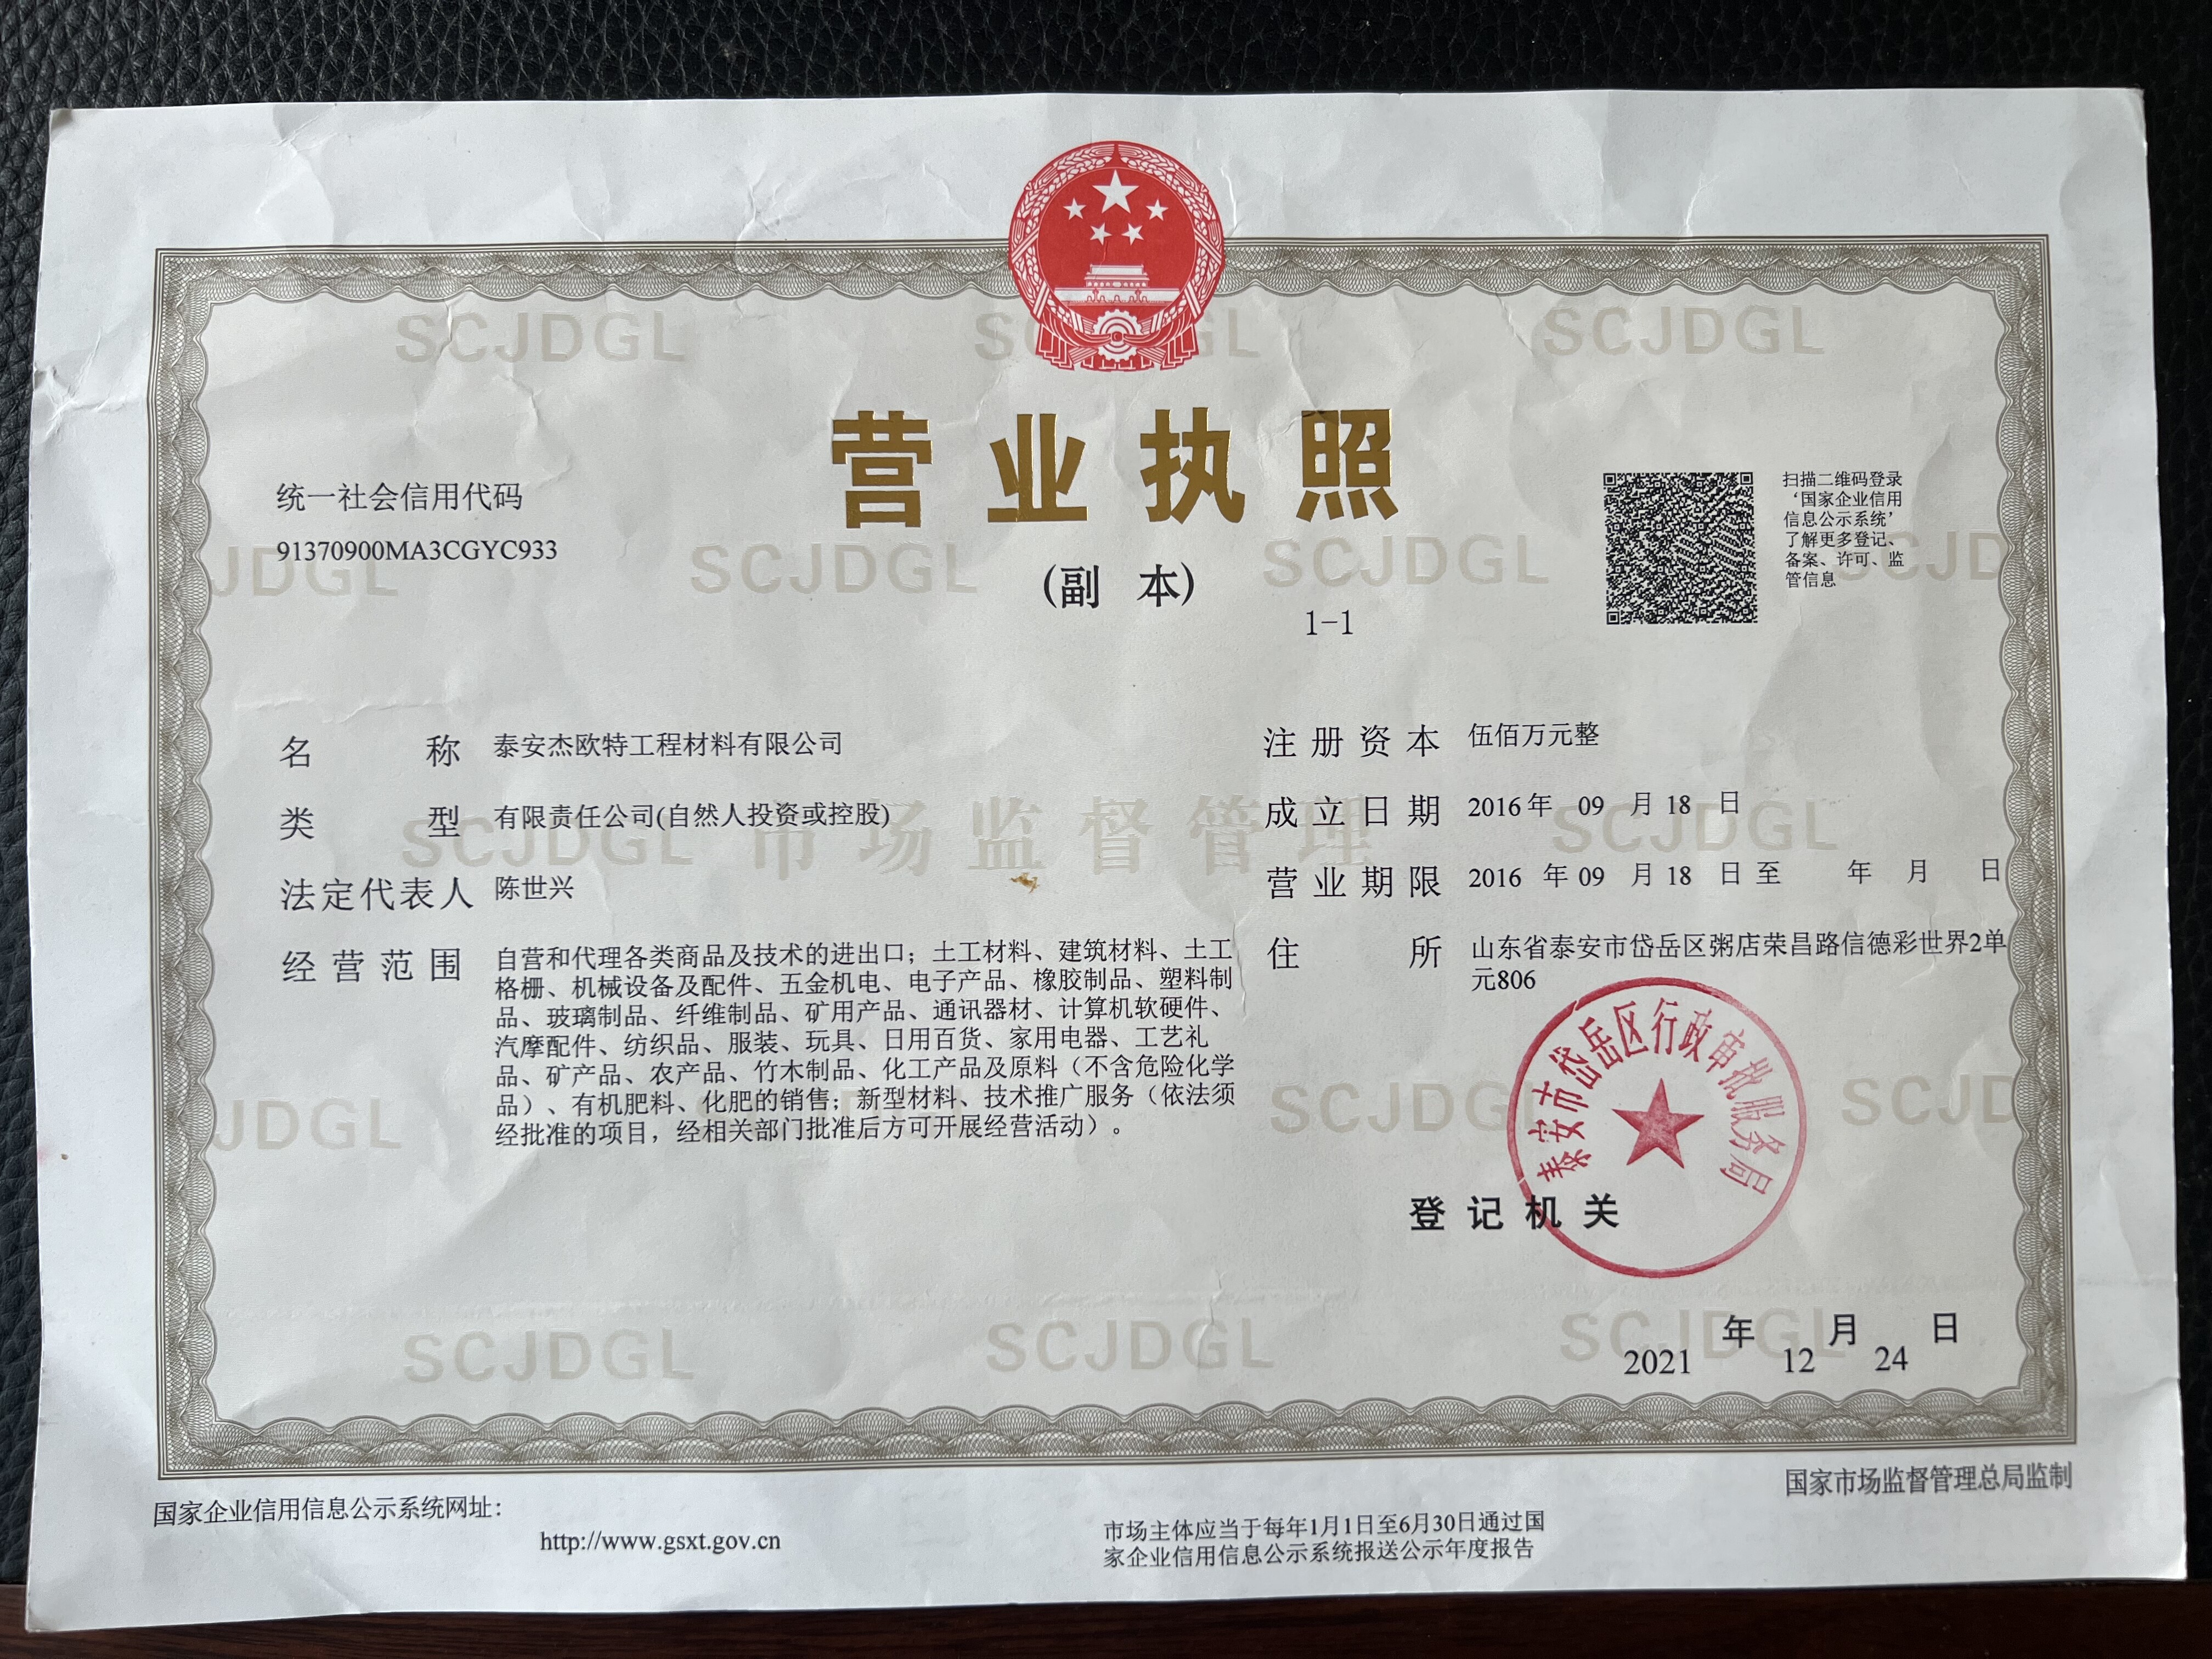 营业执照
(副 本)
1-1
统一社会信用代码
91370900MA3CGYC933
扫描二维码登录
‘国家企业信用
信息公示系统’
了解更多登记、
备案、许可、监
管信息
名 称 泰安杰欧特工程材料有限公司
类 型 有限责任公司(自然人投资或控股)
法定代表人 陈世兴
经营范围 自营和代理各类商品及技术的进出口；土工材料、建筑材料、土工
格栅、机械设备及配件、五金机电、电子产品、橡胶制品、塑料制
品、玻璃制品、纤维制品、矿用产品、通讯器材、计算机软硬件、
汽摩配件、纺织品、服装、玩具、日用百货、家用电器、工艺礼
品、矿产品、农产品、竹木制品、化工产品及原料（不含危险化学
品）、有机肥料、化肥的销售；新型材料、技术推广服务（依法须
经批准的项目，经相关部门批准后方可开展经营活动）。
注册资本 伍佰万元整
成立日期 2016年 09 月 18 日
营业期限 2016 年 09 月 18 日 至 年 月 日
住 所 山东省泰安市岱岳区粥店荣昌路信德彩世界2单
元806
泰安市岱岳区行政审批服务局
登记机关
2021 年 12 月 24 日
SCJDGL
SCJDGL
SCJDGL
JDGL
SCJDGL
SCJDGL
SCJD
SCJDGL
市场监督管理
SCJDGL
JDGL
SCJDGL
SCJD
SCJDGL
SCJDGL
SCJDGL
国家企业信用信息公示系统网址：
http://www.gsxt.gov.cn
市场主体应当于每年1月1日至6月30日通过国
家企业信用信息公示系统报送公示年度报告
国家市场监督管理总局监制